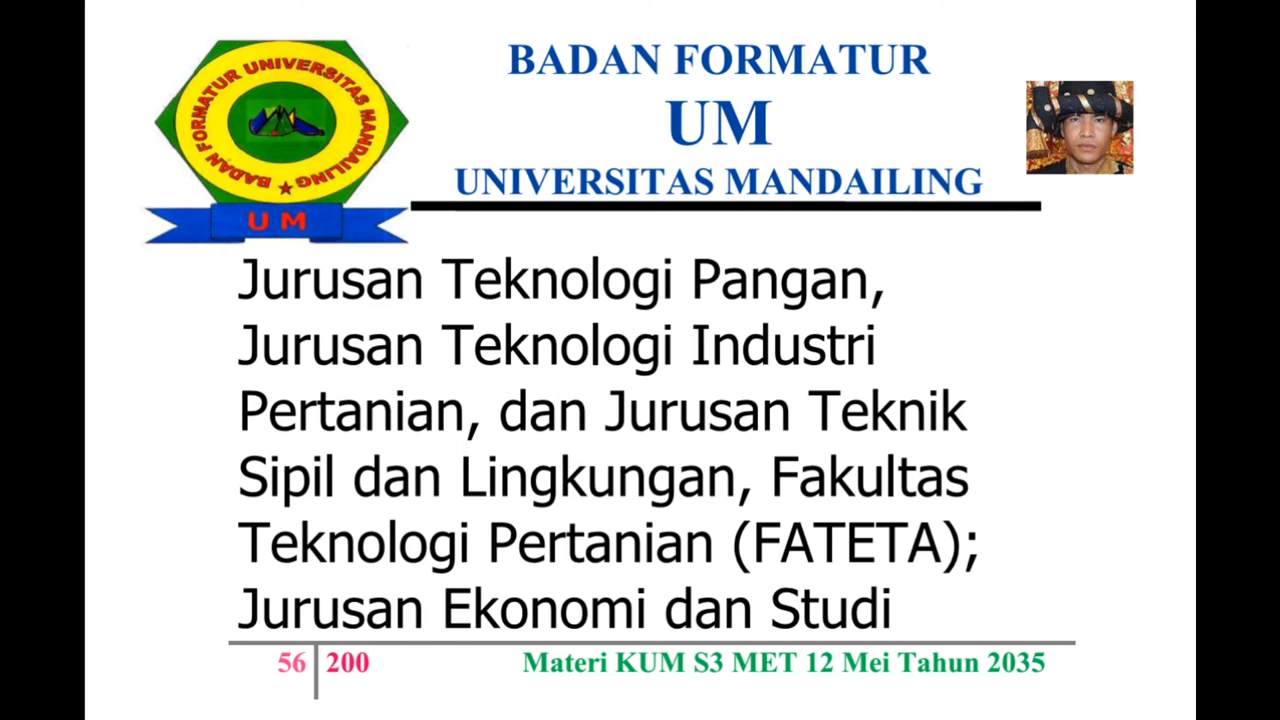 BADAN FORMATUR UNIVERSITAS MANDAILING
U M
BADAN FORMATUR
UM
UNIVERSITAS MANDAILING
Jurusan Teknologi Pangan,
Jurusan Teknologi Industri
Pertanian, dan Jurusan Teknik
Sipil dan Lingkungan, Fakultas
Teknologi Pertanian (FATETA);
Jurusan Ekonomi dan Studi
56 200 Materi KUM S3 MET 12 Mei Tahun 2035